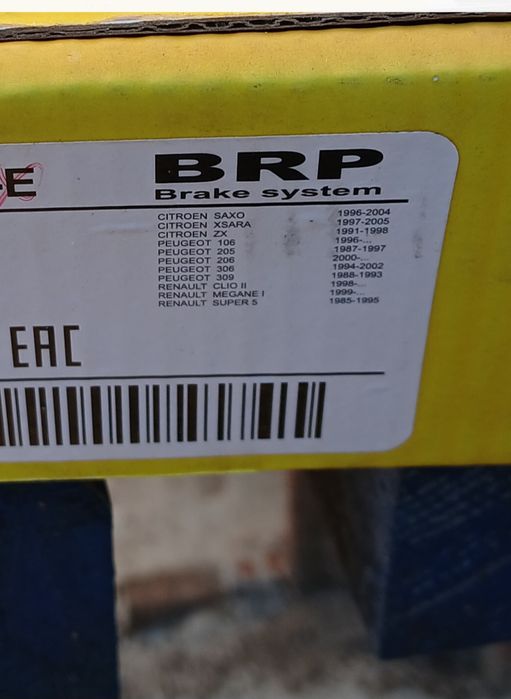 E
BRP
Brake system
CITROEN SAXO 1996-2004
CITROEN XSARA 1997-2005
CITROEN ZX 1991-1998
PEUGEOT 106 1996-...
PEUGEOT 205 1987-1997
PEUGEOT 206 2000-...
PEUGEOT 306 1994-2002
PEUGEOT 309 1988-1993
RENAULT CLIO II 1998-...
RENAULT MEGANE I 1999-...
RENAULT SUPER 5 1985-1995
EAC